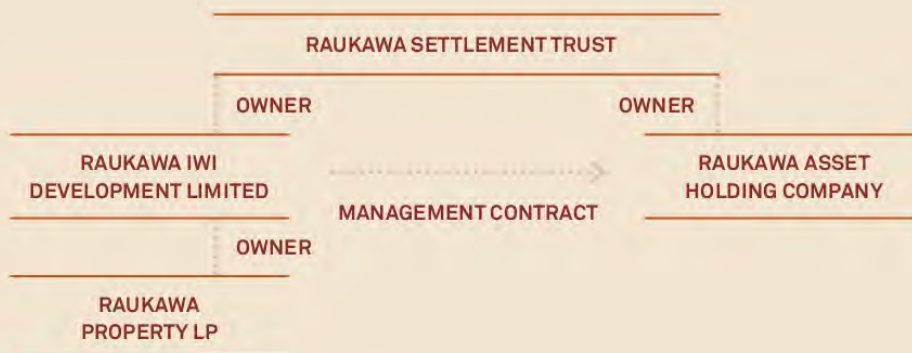 RAUKAWA SETTLEMENT TRUST
OWNER
OWNER
RAUKAWA IWI
DEVELOPMENT LIMITED
RAUKAWA ASSET
HOLDING COMPANY
MANAGEMENT CONTRACT
OWNER
RAUKAWA
PROPERTY LP